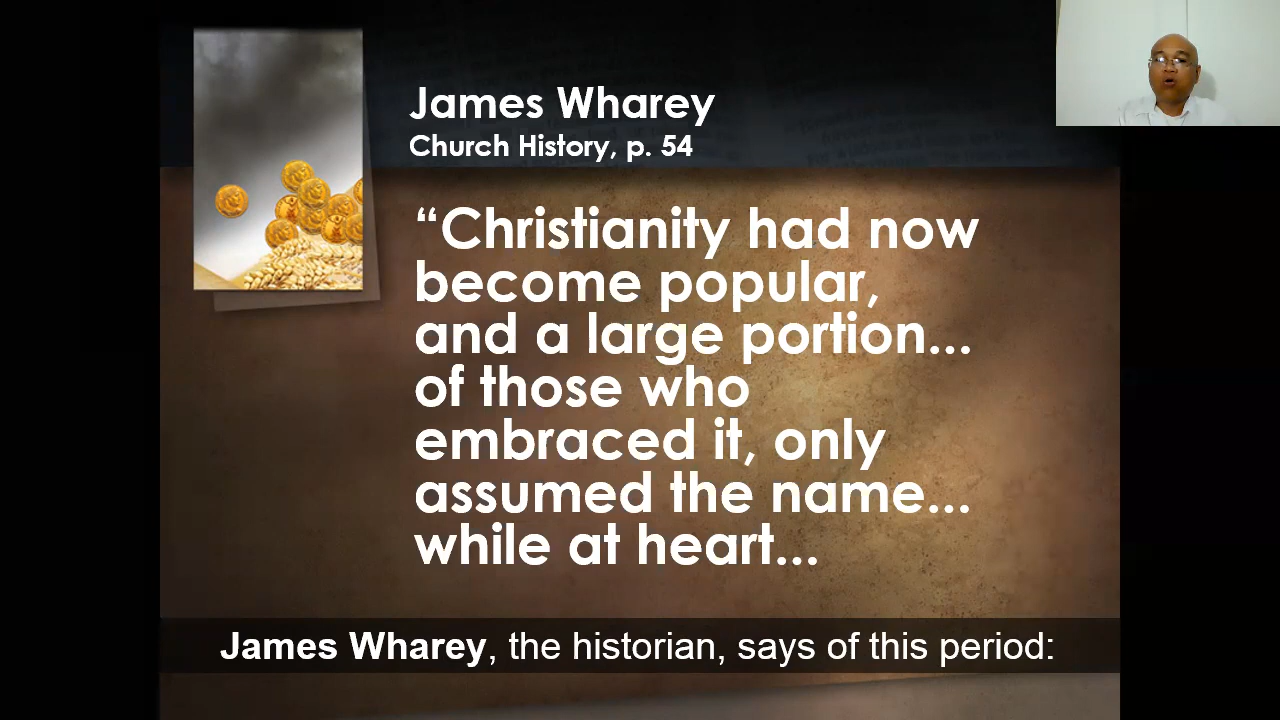 James Wharey
Church History, p. 54
“Christianity had now
become popular,
and a large portion...
of those who
embraced it, only
assumed the name...
while at heart...
James Wharey, the historian, says of this period: